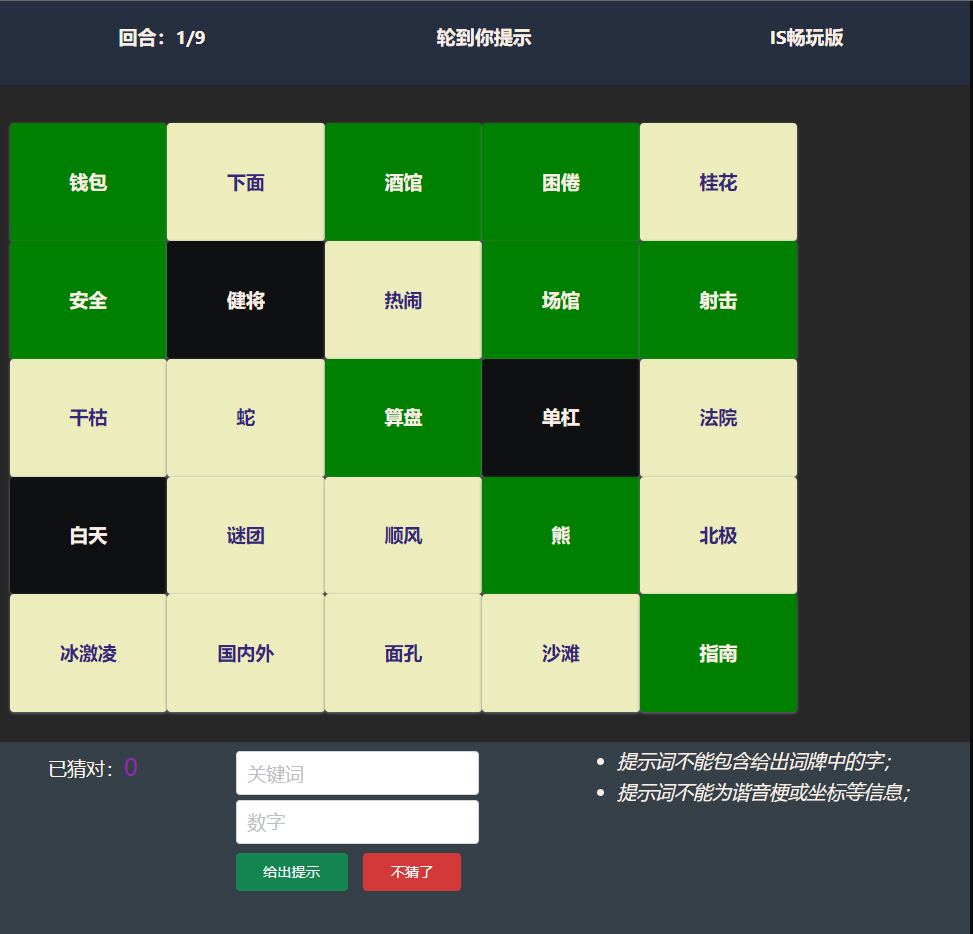 回合：1/9 轮到你提示 IS畅玩版
钱包 下面 酒馆 困倦 桂花
安全 健将 热闹 场馆 射击
干枯 蛇 算盘 单杠 法院
白天 谜团 顺风 熊 北极
冰激凌 国内外 面孔 沙滩 指南
已猜对：0
关键词
数字
给出提示 不猜了
提示词不能包含给出词牌中的字；
提示词不能为谐音梗或坐标等信息；